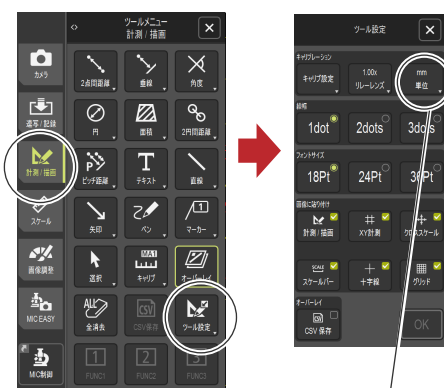 ツールメニュー
計測 / 描画
カメラ
2点間距離
垂線
角度
円
面積
2円間距離
計測 / 描画
ピッチ距離
T
テキスト
直線
スケール
矢印
ペン
1
マーカー
画像調整
選択
MA1
キャリブ
オーバーレイ
MIC EASY
ALL
全消去
CSV
CSV保存
ツール設定
MIC制御
1
FUNC1
2
FUNC2
3
FUNC3
ツール設定
キャリブレーション
キャリブ設定
1.00x
リレーレンズ
mm
単位
線幅
1dot
2dots
3dots
フォントサイズ
18Pt
24Pt
36Pt
画像に貼り付け
計測 / 描画
XY計測
クロススケール
SCALE
スケールバー
十字線
グリッド
オーバーレイ
CSV 保存
OK